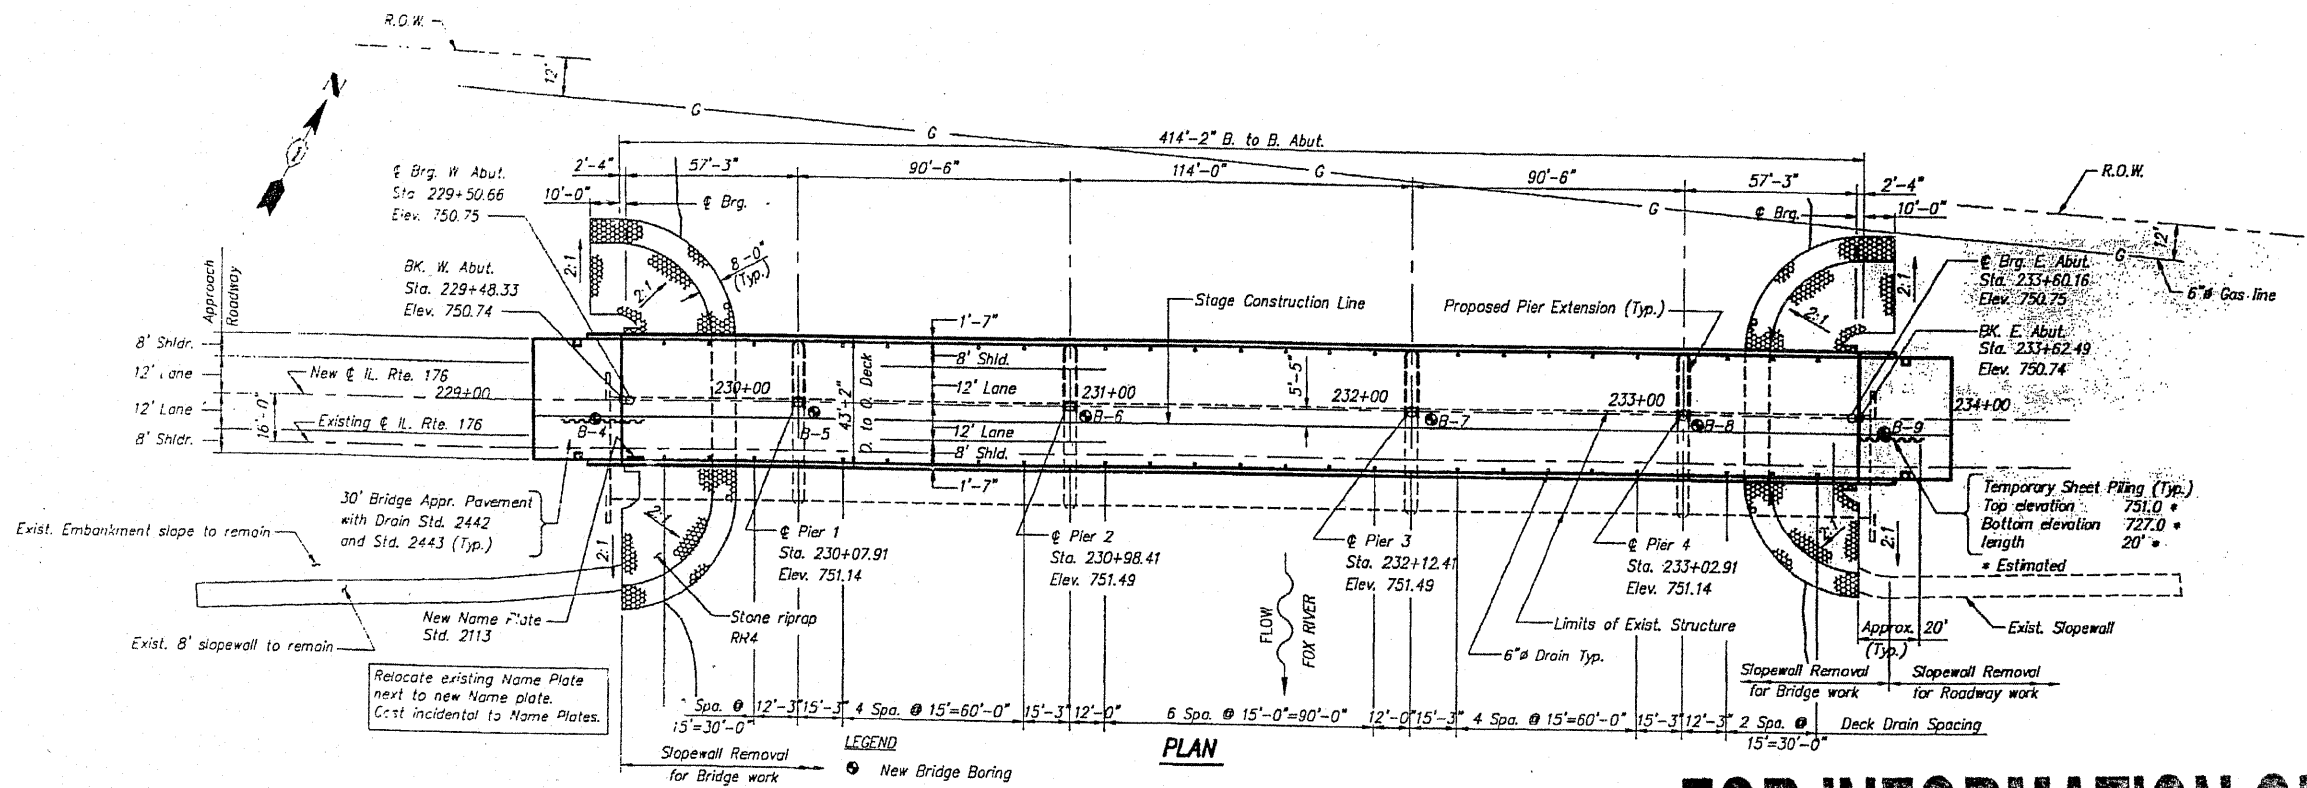 R.O.W.
12'
N
G
G
414'-2" B. to B. Abut.
G
G
G
2'-4"
57'-3"
90'-6"
114'-0"
90'-6"
57'-3"
2'-4"
10'-0"
℄ Brg.
℄ Brg.
10'-0"
R.O.W.
12'
6"ø Gas line
℄ Brg. W. Abut.
Sta 229+50.66
Elev. 750.75
BK. W. Abut.
Sta. 229+48.33
Elev. 750.74
2:1
2:1
8'-0"
(Typ.)
Stage Construction Line
Proposed Pier Extension (Typ.)
2:1
2:1
℄ Brg E. Abut.
Sta. 233+60.16
Elev. 750.75
BK. E. Abut.
Sta. 233+62.49
Elev. 750.74
Approach
Roadway
8' Shldr.
12' Lane
12' Lane
8' Shldr.
New ℄ IL. Rte. 176
229+00
16'-0"
Existing ℄ IL. Rte. 176
1'-7"
8' Shld.
12' Lane
12' Lane
8' Shld.
1'-7"
43'-2"
O. to O. Deck
5'-5"
230+00
231+00
232+00
233+00
234+00
B-4
B-5
B-6
B-7
B-8
B-9
30' Bridge Appr. Pavement
with Drain Std. 2442
and Std. 2443 (Typ.)
Exist. Embankment slope to remain
Exist. 8' slopewall to remain
New Name Plate
Std. 2113
2:1
2:1
Stone riprap
RR4
℄ Pier 1
Sta. 230+07.91
Elev. 751.14
℄ Pier 2
Sta. 230+98.41
Elev. 751.49
℄ Pier 3
Sta. 232+12.41
Elev. 751.49
℄ Pier 4
Sta. 233+02.91
Elev. 751.14
2:1
2:1
Temporary Sheet Piling (Typ.)
Top elevation 751.0 *
Bottom elevation 727.0 *
length 20' *
* Estimated
FLOW
FOX RIVER
Limits of Exist. Structure
6"ø Drain Typ.
Approx. 20'
(Typ.)
Exist. Slopewall
Slopewall Removal
for Bridge work
Slopewall Removal
for Roadway work
Relocate existing Name Plate
next to new Name plate.
Cost incidental to Name Plates.
Spa. @
15'=30'-0"
12'-3"
15'-3"
4 Spa. @ 15'=60'-0"
15'-3"
12'-0"
6 Spa. @ 15'-0"=90'-0"
12'-0"
15'-3"
4 Spa. @ 15'=60'-0"
15'-3"
12'-3"
2 Spa. @
15'=30'-0"
Deck Drain Spacing
Slopewall Removal
for Bridge work
LEGEND
New Bridge Boring
PLAN
FOR INFORMATION